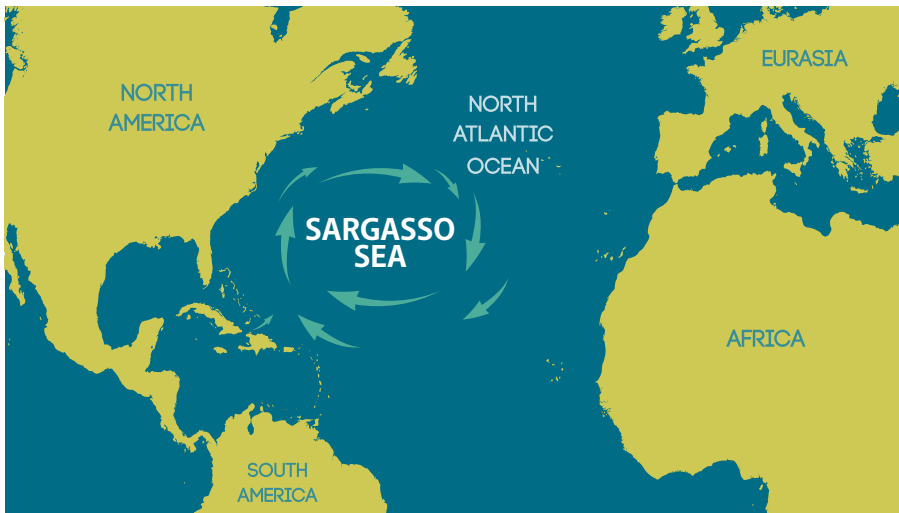 NORTH
AMERICA
NORTH
ATLANTIC
OCEAN
EURASIA
SARGASSO
SEA
AFRICA
SOUTH
AMERICA